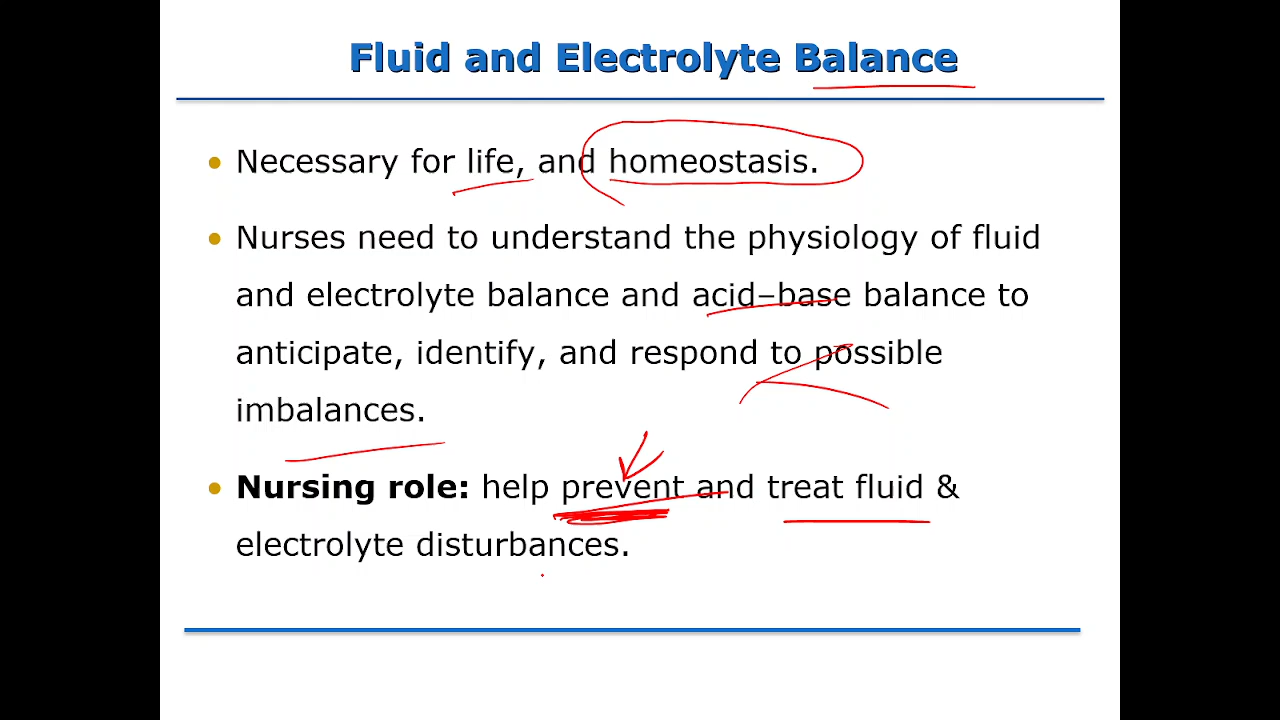 Fluid and Electrolyte Balance
• Necessary for life, and homeostasis.
• Nurses need to understand the physiology of fluid
and electrolyte balance and acid–base balance to
anticipate, identify, and respond to possible
imbalances.
• Nursing role: help prevent and treat fluid &
electrolyte disturbances.